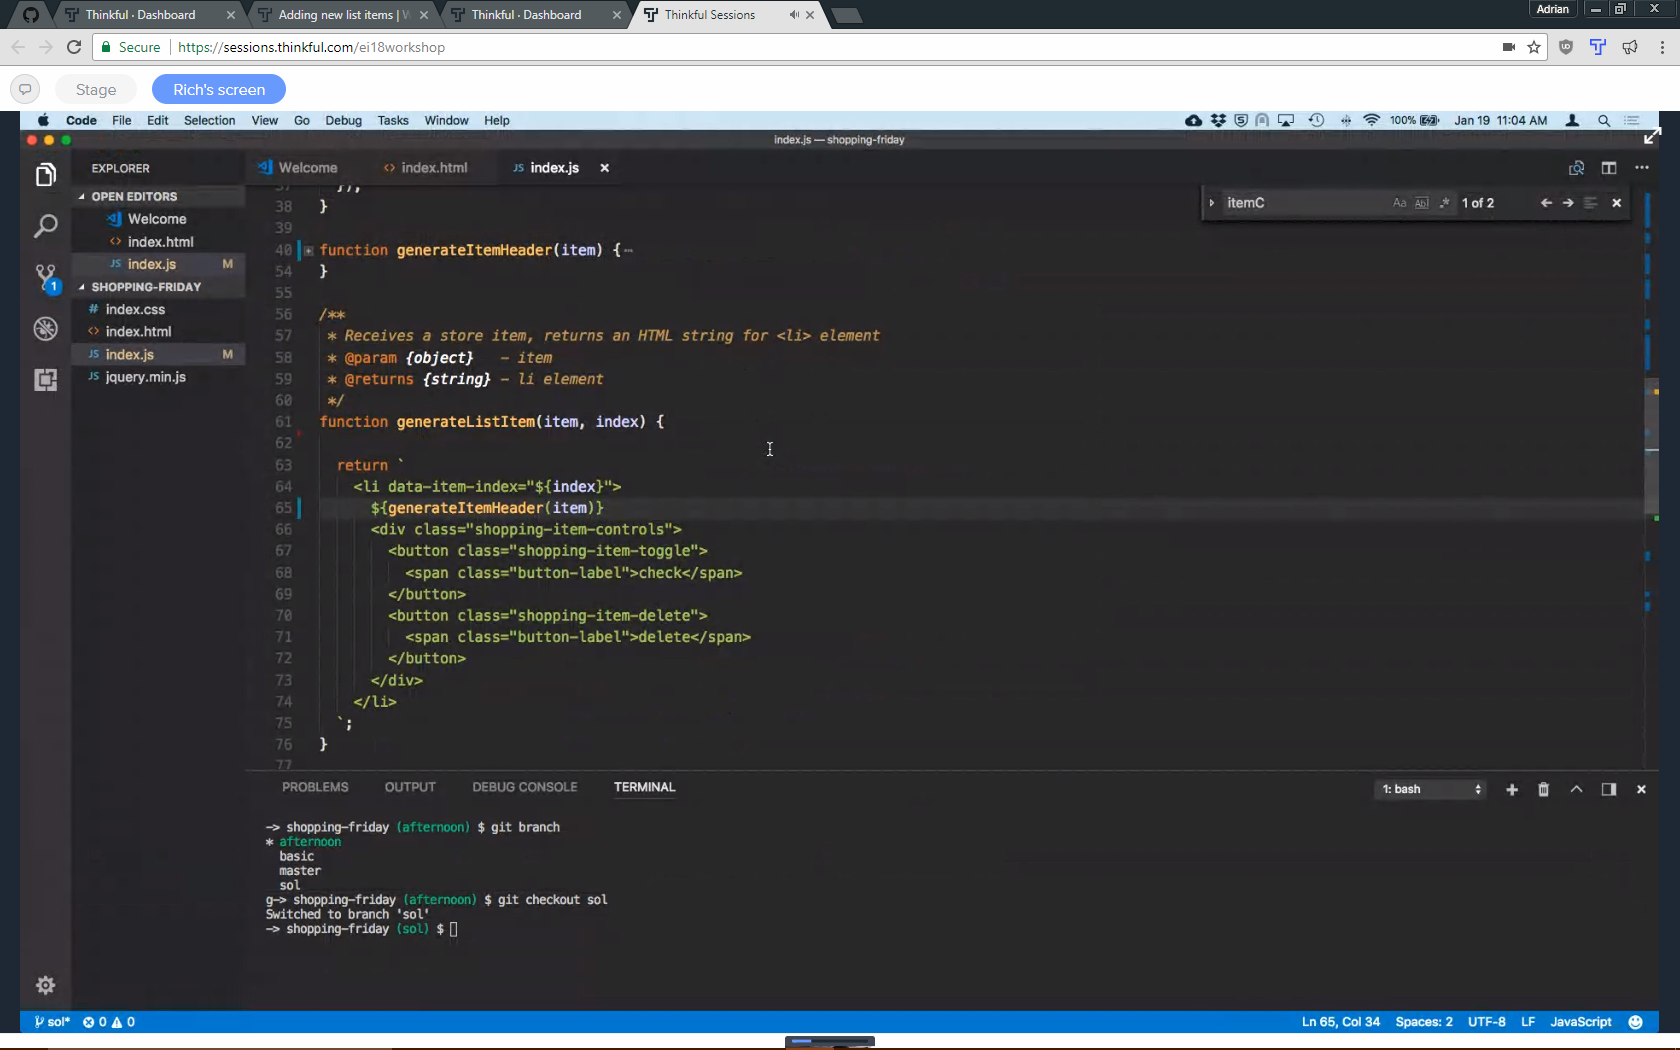 Thinkful · Dashboard
Adding new list items |
Thinkful · Dashboard
Thinkful Sessions
Adrian
Secure
https://sessions.thinkful.com/ei18workshop
Stage
Rich's screen
Code File Edit Selection View Go Debug Tasks Window Help
100%
Jan 19 11:04 AM
index.js — shopping-friday
EXPLORER
OPEN EDITORS
Welcome
index.html
JS index.js M
SHOPPING-FRIDAY
# index.css
<> index.html
JS index.js M
JS jquery.min.js
Welcome
<> index.html
JS index.js
itemC
Aa Abl .*
1 of 2
37 });
38 }
39
40 function generateItemHeader(item) {⋯
54 }
55
56 /**
57 * Receives a store item, returns an HTML string for <li> element
58 * @param {object}   - item
59 * @returns {string} - li element
60 */
61 function generateListItem(item, index) {
62
63 return `
64 <li data-item-index="${index}">
65 ${generateItemHeader(item)}
66 <div class="shopping-item-controls">
67 <button class="shopping-item-toggle">
68 <span class="button-label">check</span>
69 </button>
70 <button class="shopping-item-delete">
71 <span class="button-label">delete</span>
72 </button>
73 </div>
74 </li>
75 `;
76 }
77
PROBLEMS OUTPUT DEBUG CONSOLE TERMINAL
1: bash
-> shopping-friday (afternoon) $ git branch
* afternoon
basic
master
sol
g-> shopping-friday (afternoon) $ git checkout sol
Switched to branch 'sol'
-> shopping-friday (sol) $
1
sol* 0 0
Ln 65, Col 34 Spaces: 2 UTF-8 LF JavaScript